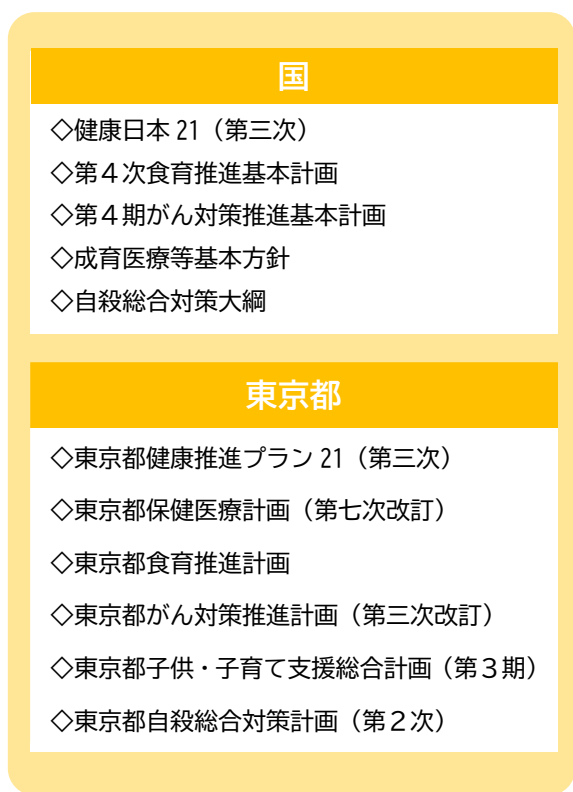 国
◇健康日本 21（第三次）
◇第４次食育推進基本計画
◇第４期がん対策推進基本計画
◇成育医療等基本方針
◇自殺総合対策大綱
東京都
◇東京都健康推進プラン 21（第三次）
◇東京都保健医療計画（第七次改訂）
◇東京都食育推進計画
◇東京都がん対策推進計画（第三次改訂）
◇東京都子供・子育て支援総合計画（第３期）
◇東京都自殺総合対策計画（第２次）